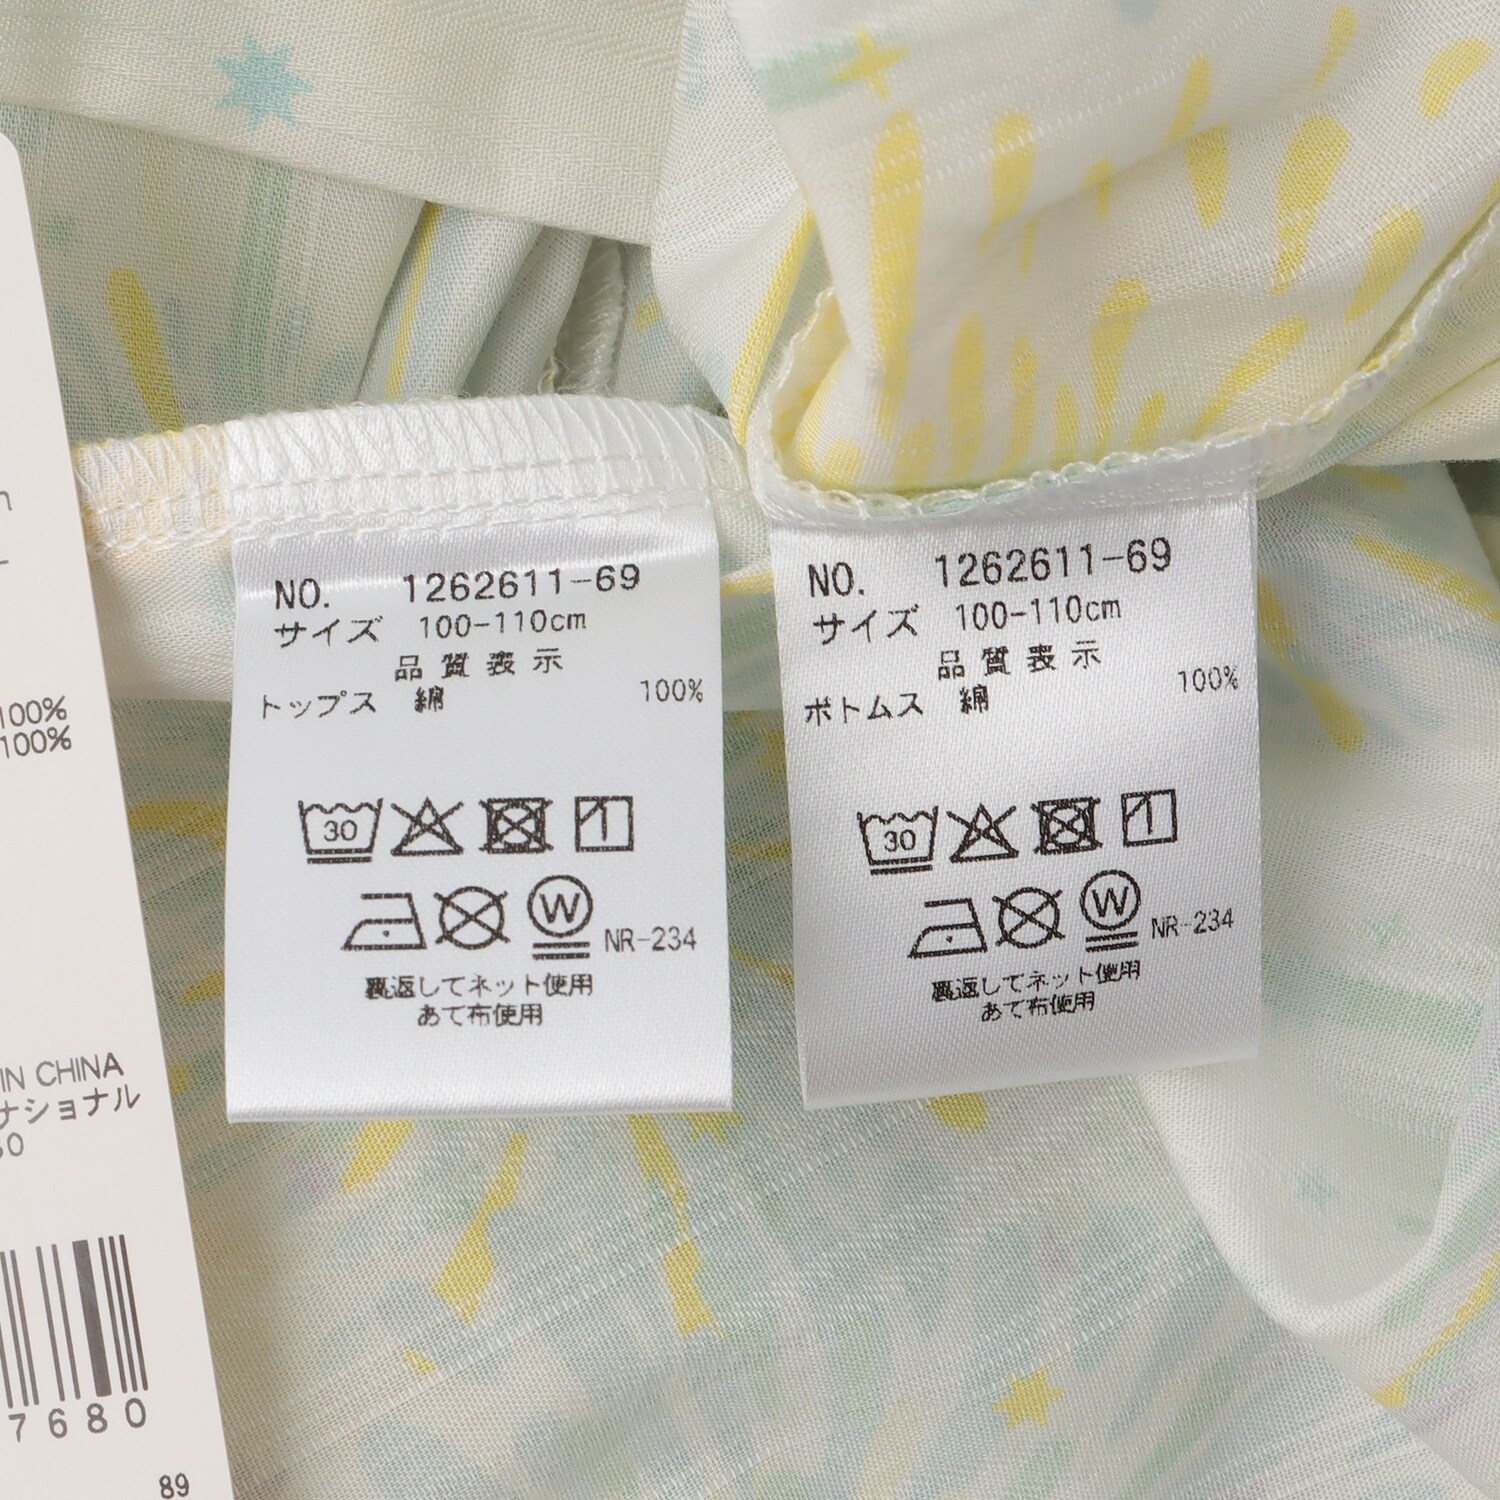 100%
100%
IN CHINA
ナショナル
7680
89
NO. 1262611-69
サイズ 100-110cm
品質表示
トップス 綿 100%
30
W NR-234
裏返してネット使用
あて布使用
NO. 1262611-69
サイズ 100-110cm
品質表示
ボトムス 綿 100%
30
W NR-234
裏返してネット使用
あて布使用